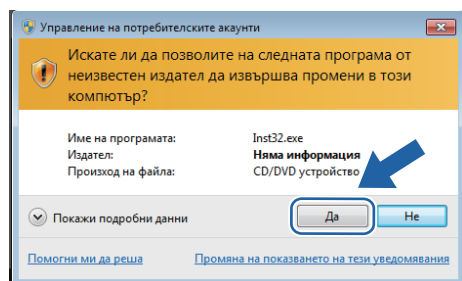 Управление на потребителските акаунти
Искате ли да позволите на следната програма от
неизвестен издател да извършва промени в този
компютър?
Име на програмата: Inst32.exe
Издател: Няма информация
Произход на файла: CD/DVD устройство
Покажи подробни данни
Да Не
Помогни ми да реша Промяна на показването на тези уведомявания